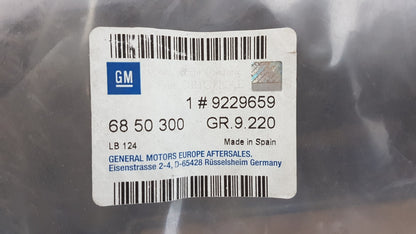 GM
1 # 9229659
68 50 300 GR.9.220
LB 124 Made in Spain
GENERAL MOTORS EUROPE AFTERSALES.
Eisenstrasse 2-4, D-65428 Rüsselsheim Germany